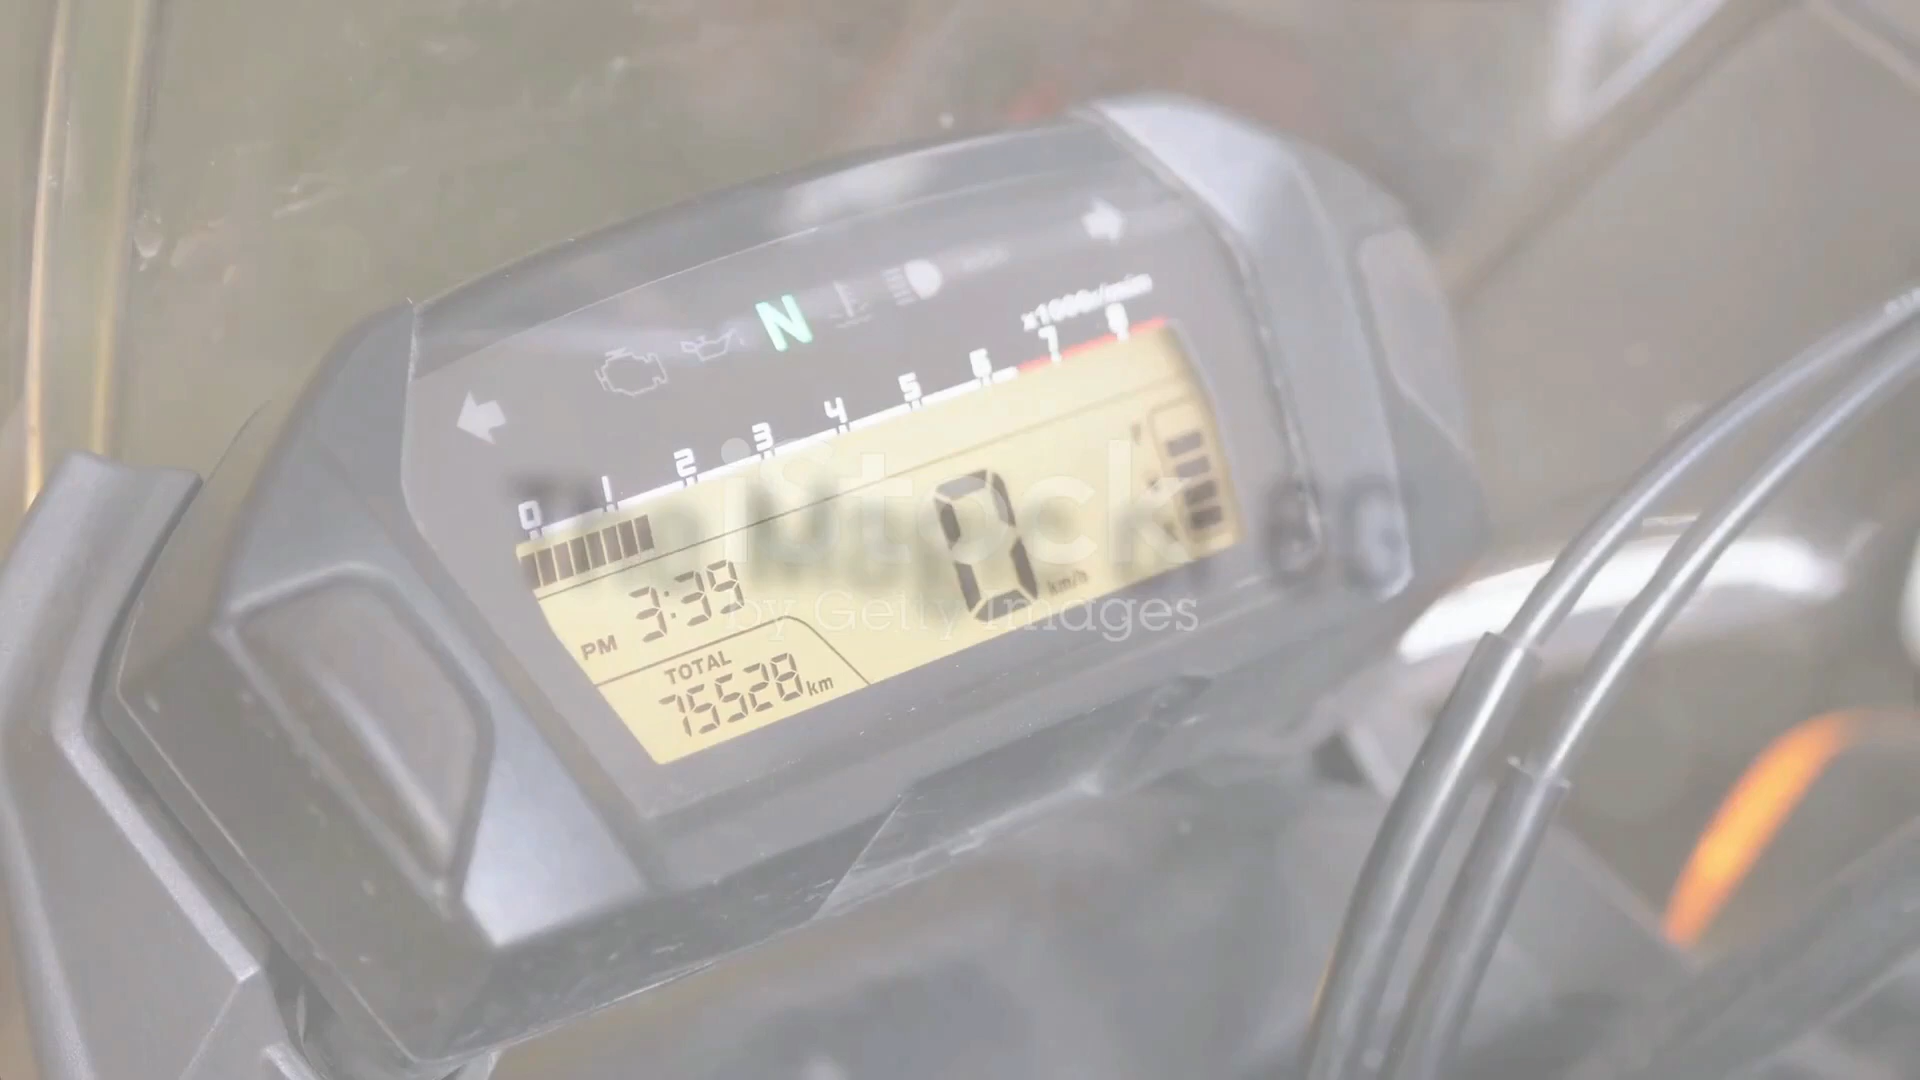 N
x1000r/min
0 1 2 3 4 5 6 7 8
iStock
by Getty Images
PM 3:39
0 km/h
TOTAL
75528 km